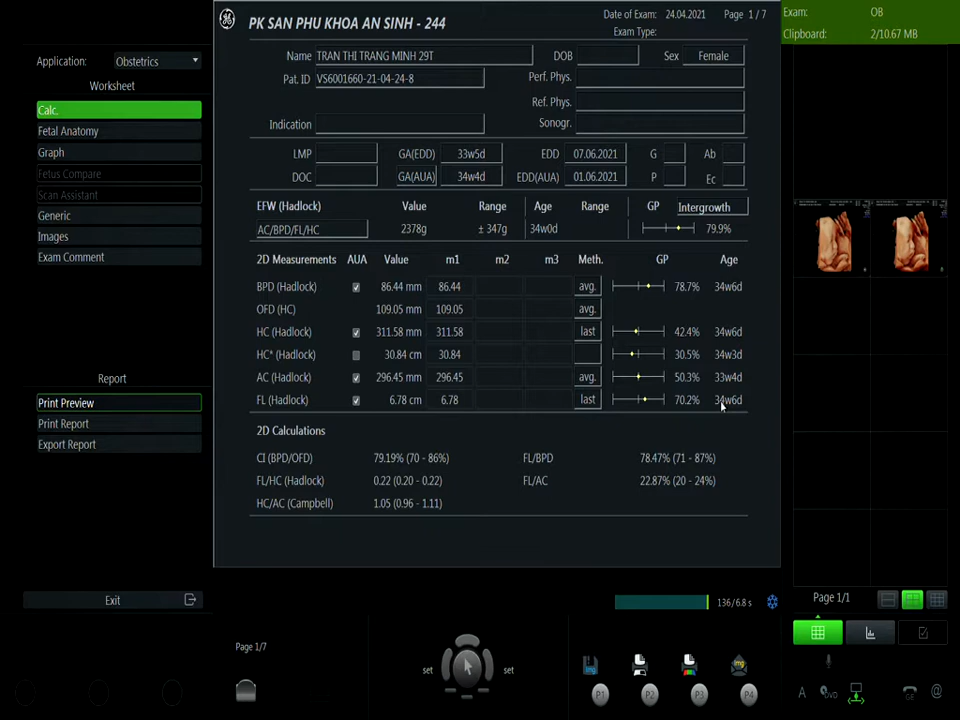 PK SAN PHU KHOA AN SINH - 244
Date of Exam: 24.04.2021 Page 1 / 7
Exam Type:
Exam: OB
Clipboard: 2/10.67 MB
Application: Obstetrics
Worksheet
Calc.
Fetal Anatomy
Graph
Fetus Compare
Scan Assistant
Generic
Images
Exam Comment
Report
Print Preview
Print Report
Export Report
Exit
Name TRAN THI TRANG MINH 29T DOB Sex Female
Pat. ID VS6001660-21-04-24-8 Perf. Phys.
Ref. Phys.
Indication Sonogr.
LMP GA(EDD) 33w5d EDD 07.06.2021 G Ab
DOC GA(AUA) 34w4d EDD(AUA) 01.06.2021 P Ec
EFW (Hadlock) Value Range Age Range GP Intergrowth
AC/BPD/FL/HC 2378g ± 347g 34w0d 79.9%
2D Measurements AUA Value m1 m2 m3 Meth. GP Age
BPD (Hadlock) 86.44 mm 86.44 avg. 78.7% 34w6d
OFD (HC) 109.05 mm 109.05 avg.
HC (Hadlock) 311.58 mm 311.58 last 42.4% 34w6d
HC* (Hadlock) 30.84 cm 30.84 30.5% 34w3d
AC (Hadlock) 296.45 mm 296.45 avg. 50.3% 33w4d
FL (Hadlock) 6.78 cm 6.78 last 70.2% 34w6d
2D Calculations
CI (BPD/OFD) 79.19% (70 - 86%) FL/BPD 78.47% (71 - 87%)
FL/HC (Hadlock) 0.22 (0.20 - 0.22) FL/AC 22.87% (20 - 24%)
HC/AC (Campbell) 1.05 (0.96 - 1.11)
136/6.8 s
Page 1/1
Page 1/7
set set
P1 P2 P3 P4
A DVD @